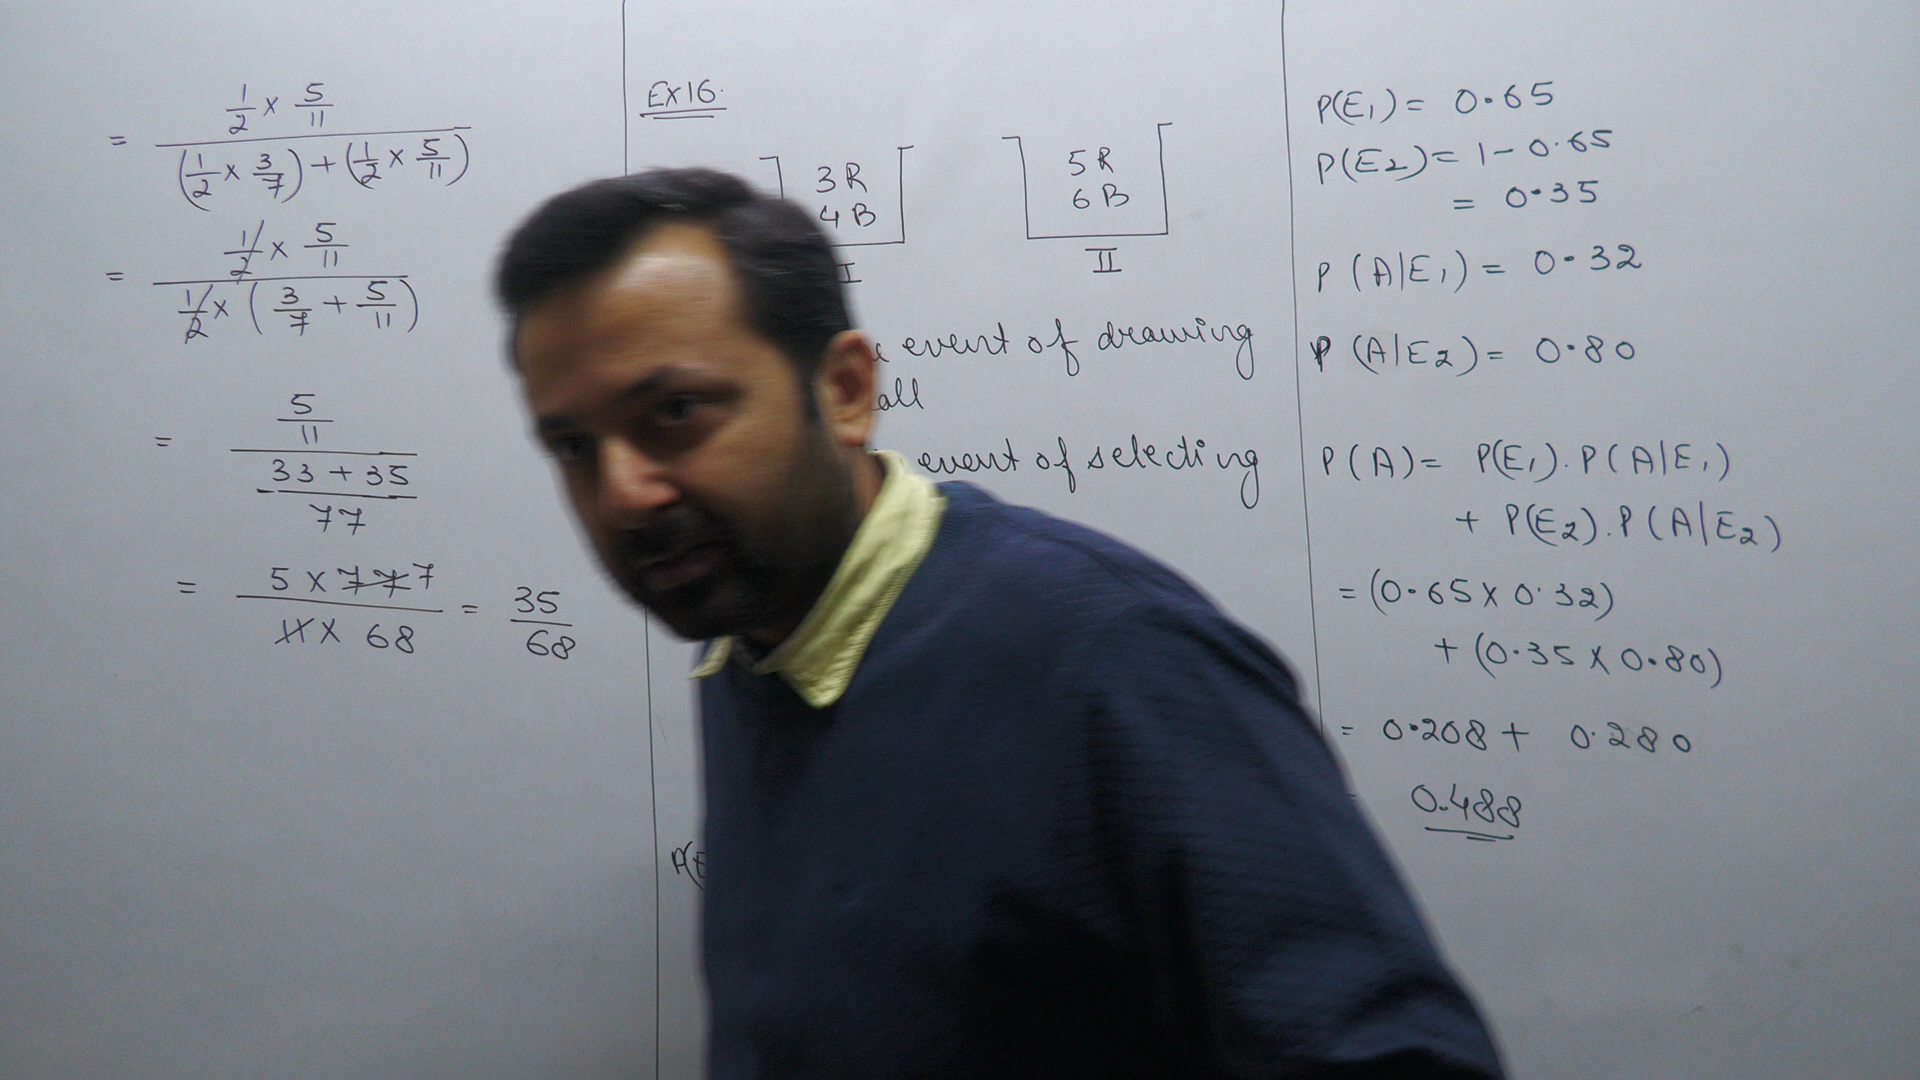 = 1/2 × 5/11 / (1/2 × 3/7) + (1/2 × 5/11)
= 1/2 × 5/11 / 1/2 × (3/7 + 5/11)
= 5/11 / 33 + 35/77
= 5 × 77 7 / 11 × 68 = 35/68
EX16.
3R
4B
I
5R
6B
II
event of drawing
all
event of selecting
P(E
P(E1) = 0.65
P(E2) = 1 - 0.65
= 0.35
P(A|E1) = 0.32
P(A|E2) = 0.80
P(A) = P(E1).P(A|E1)
+ P(E2).P(A|E2)
= (0.65 × 0.32)
+ (0.35 × 0.80)
= 0.208 + 0.280
0.488